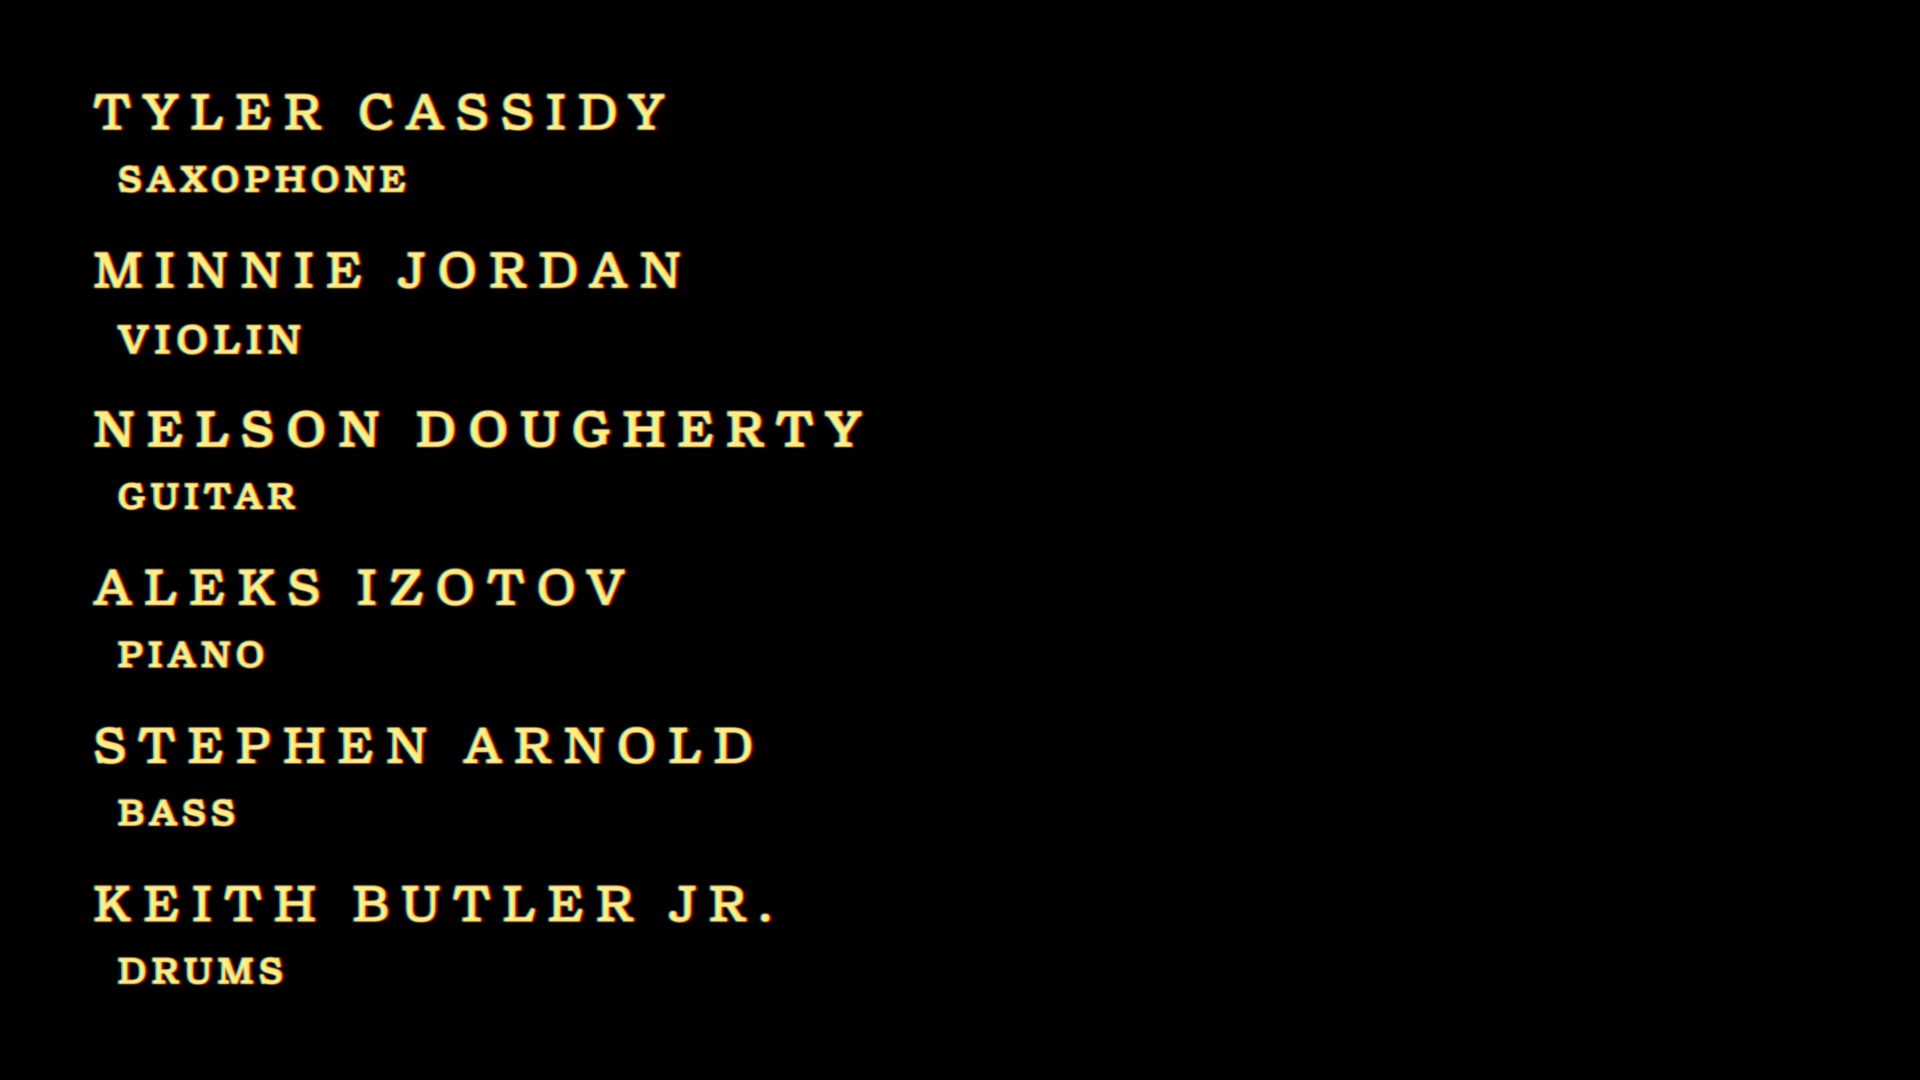 TYLER CASSIDY
SAXOPHONE
MINNIE JORDAN
VIOLIN
NELSON DOUGHERTY
GUITAR
ALEKS IZOTOV
PIANO
STEPHEN ARNOLD
BASS
KEITH BUTLER JR.
DRUMS